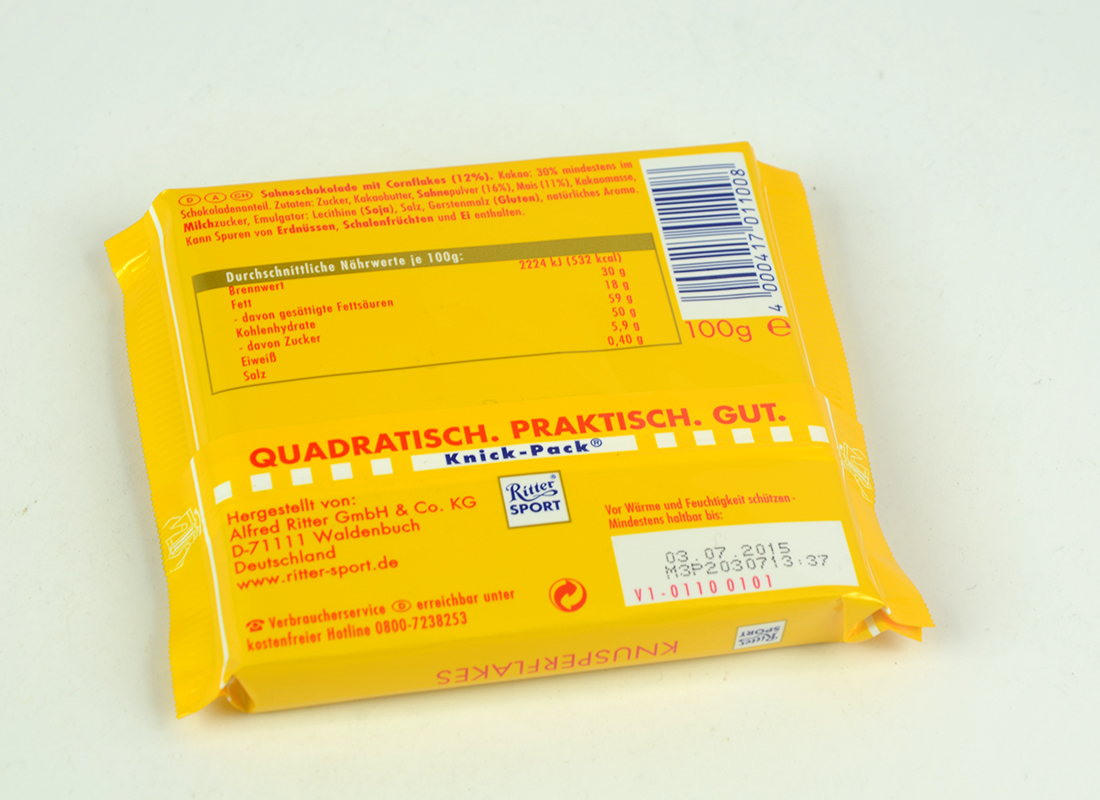 D A CH Sahneschokolade mit Cornflakes (12%). Kakao: 30% mindestens im
Schokoladenanteil. Zutaten: Zucker, Kakaobutter, Sahnepulver (16%), Mais (11%), Kakaomasse,
Milchzucker, Emulgator: Lecithine (Soja), Salz, Gerstenmalz (Gluten), natürliches Aroma.
Kann Spuren von Erdnüssen, Schalenfrüchten und Ei enthalten.
4 000417 011008
100g e
Durchschnittliche Nährwerte je 100g:
Brennwert 2224 kJ (532 kcal)
Fett 30 g
- davon gesättigte Fettsäuren 18 g
Kohlenhydrate 59 g
- davon Zucker 50 g
Eiweiß 5,9 g
Salz 0,40 g
QUADRATISCH. PRAKTISCH. GUT.
Knick-Pack®
Hergestellt von:
Alfred Ritter GmbH & Co. KG
D-71111 Waldenbuch
Deutschland
www.ritter-sport.de
Ritter®
SPORT
Vor Wärme und Feuchtigkeit schützen -
Mindestens haltbar bis:
03.07.2015
M3P2030713:37
V1-0110 0101
☎ Verbraucherservice D erreichbar unter
kostenfreier Hotline 0800-7238253
KNUSPERFLAKES
Ritter
SPORT